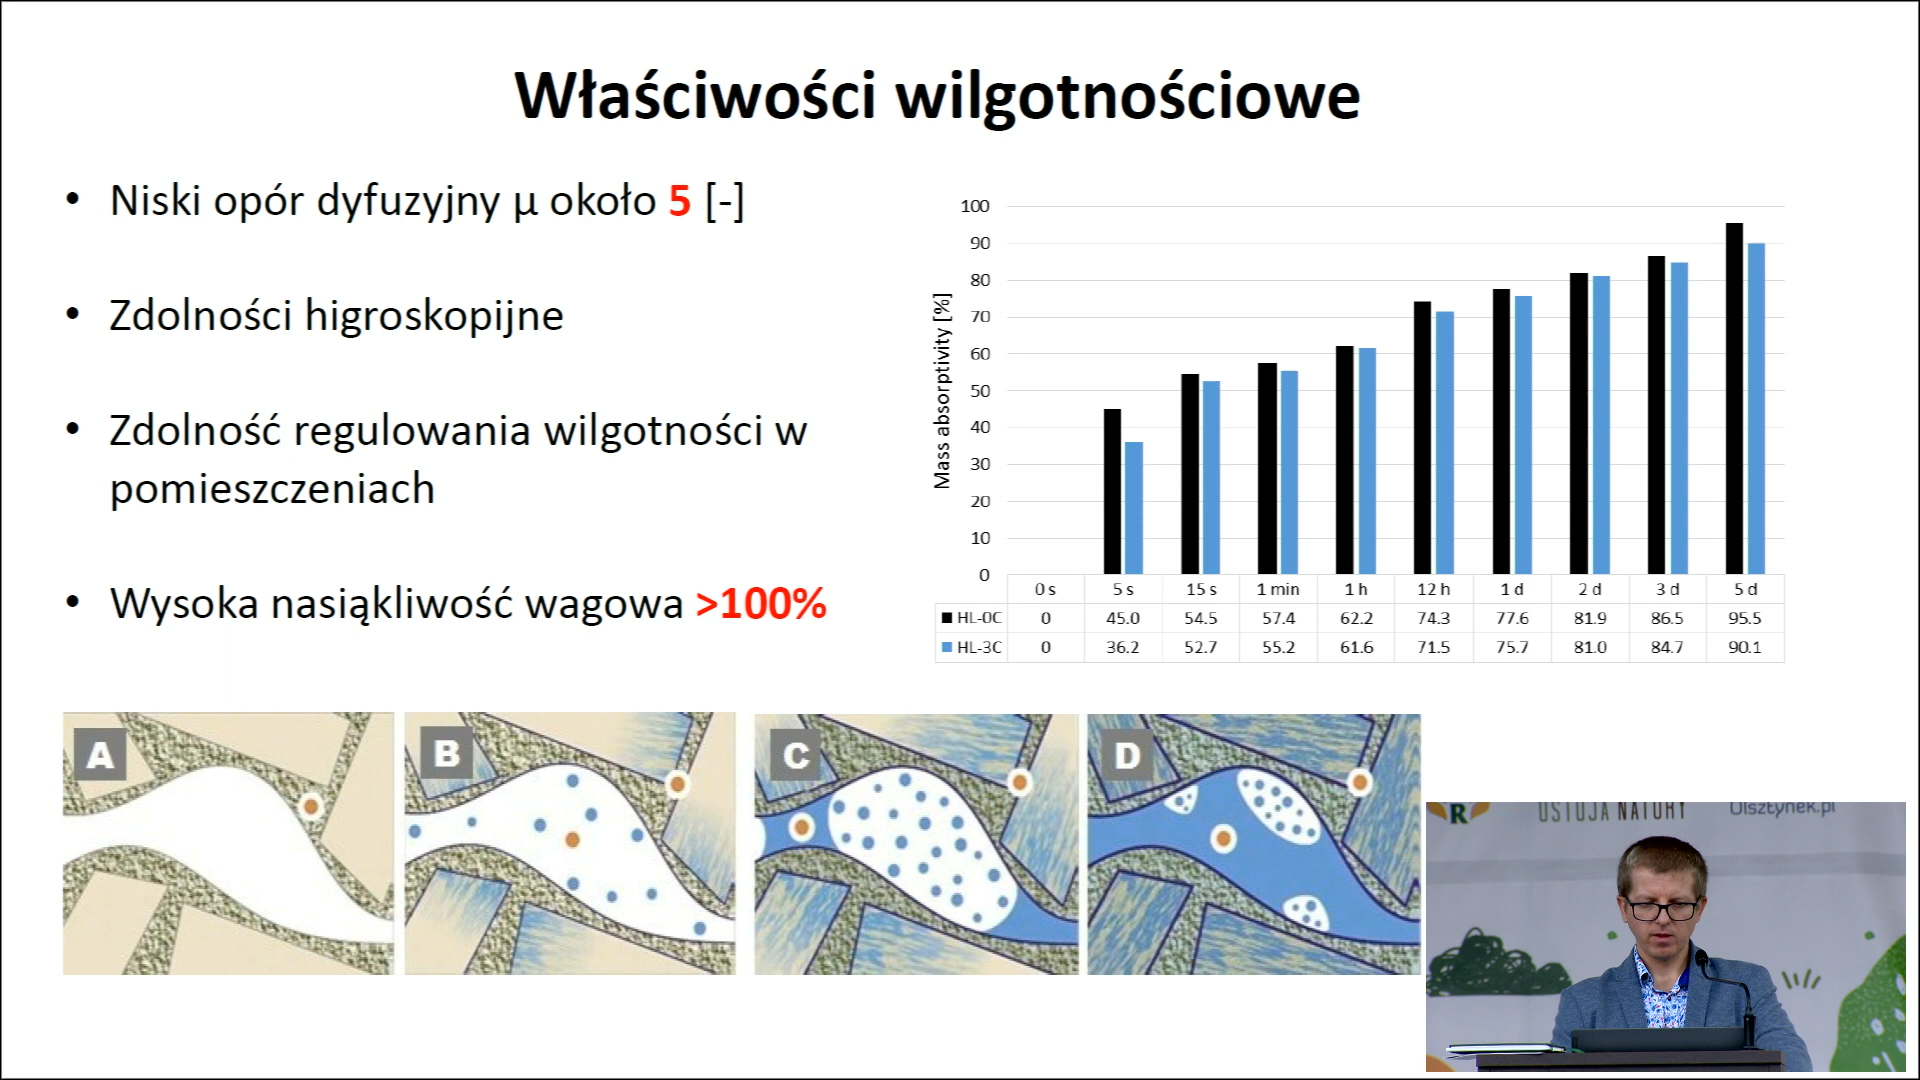 Właściwości wilgotnościowe
• Niski opór dyfuzyjny µ około 5 [-]
• Zdolności higroskopijne
• Zdolność regulowania wilgotności w
pomieszczeniach
• Wysoka nasiąkliwość wagowa >100%
Mass absorptivity [%]
100
90
80
70
60
50
40
30
20
10
0
0 s 5 s 15 s 1 min 1 h 12 h 1 d 2 d 3 d 5 d
HL-0C 0 45.0 54.5 57.4 62.2 74.3 77.6 81.9 86.5 95.5
HL-3C 0 36.2 52.7 55.2 61.6 71.5 75.7 81.0 84.7 90.1
A B C D
R OSTOJA NATURY Olsztynek.pl